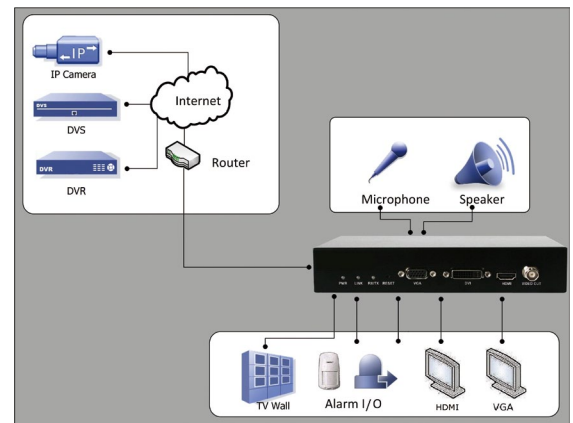 IP
IP Camera
DVS
DVS
DVR
DVR
Internet
Router
Microphone
Speaker
PWR LINK RX/TX RESET VGA DVI HDMI VIDEO OUT
TV Wall
Alarm I/O
HDMI
VGA